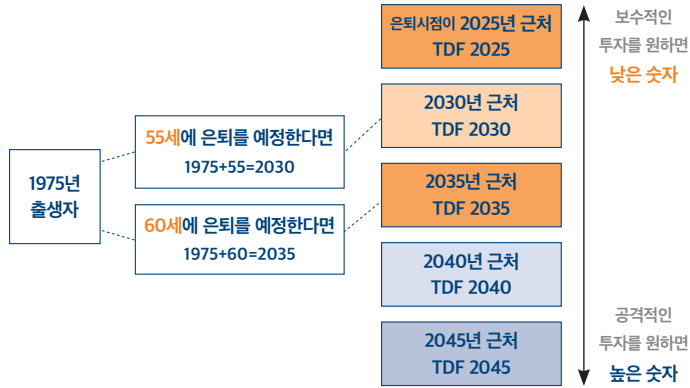 1975년
출생자
55세에 은퇴를 예정한다면
1975+55=2030
60세에 은퇴를 예정한다면
1975+60=2035
은퇴시점이 2025년 근처
TDF 2025
2030년 근처
TDF 2030
2035년 근처
TDF 2035
2040년 근처
TDF 2040
2045년 근처
TDF 2045
보수적인
투자를 원하면
낮은 숫자
공격적인
투자를 원하면
높은 숫자